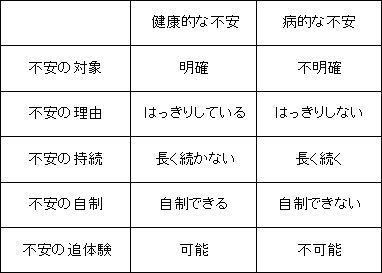 健康的な不安 病的な不安
不安の対象 明確 不明確
不安の理由 はっきりしている はっきりしない
不安の持続 長く続かない 長く続く
不安の自制 自制できる 自制できない
不安の追体験 可能 不可能